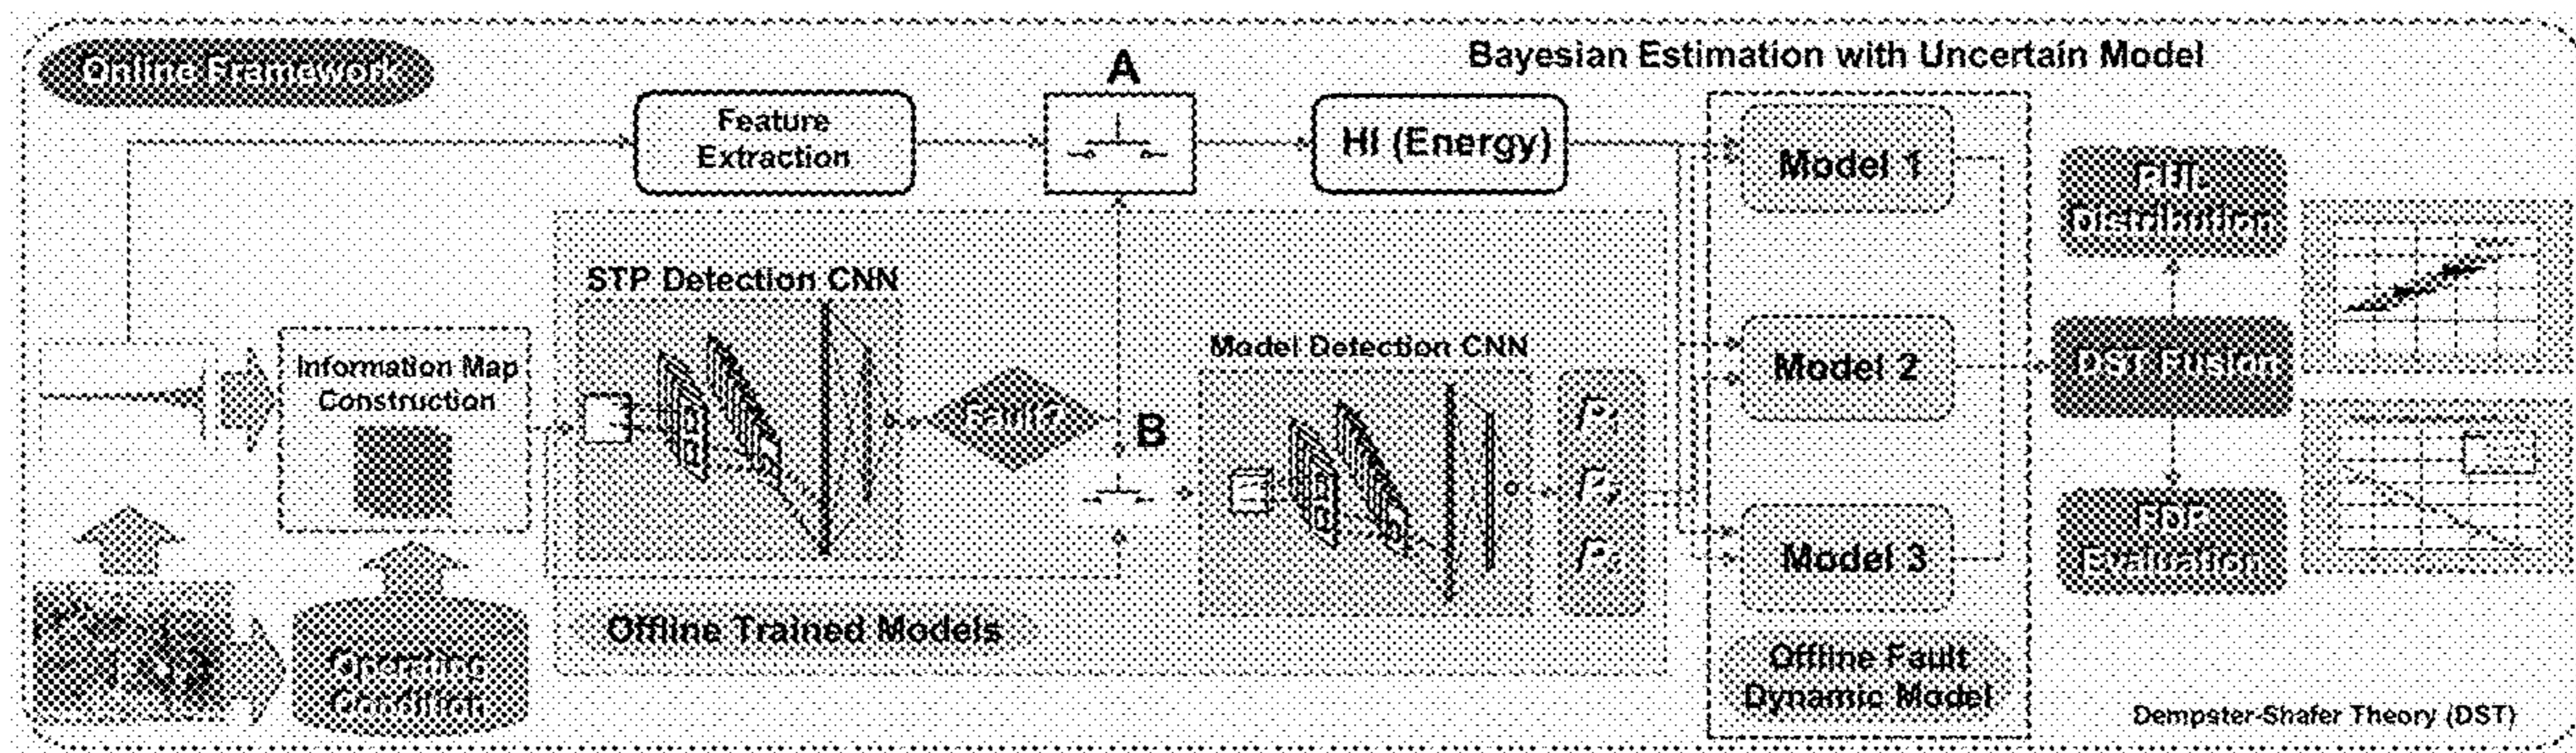 Online Framework
Bayesian Estimation with Uncertain Model
A
Feature
Extraction
HI (Energy)
Model 1
RUL
Distribution
STP Detection CNN
Information Map
Construction
Fault?
B
Model Detection CNN
Model 2
DST Fusion
Model 3
Evaluation
Offline Trained Models
Operating
Condition
Offline Fault
Dynamic Model
Dempster-Shafer Theory (DST)